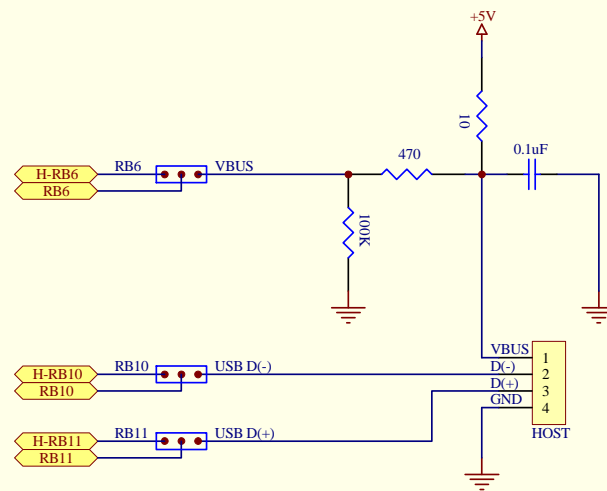 +5V
10
0.1uF
470
H-RB6
RB6
VBUS
RB6
100K
VBUS
1
H-RB10
RB10
USB D(-)
D(-)
2
RB10
D(+)
3
GND
4
H-RB11
RB11
USB D(+)
HOST
RB11